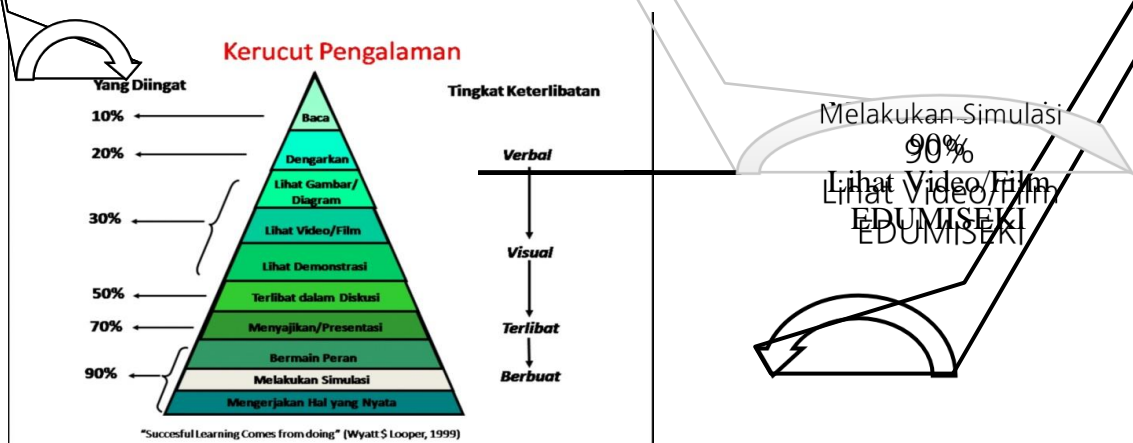 Kerucut Pengalaman
Yang Diingat
Tingkat Keterlibatan
10%
Baca
20%
Dengarkan
Verbal
Lihat Gambar/
Diagram
30%
Lihat Video/Film
Visual
Lihat Demonstrasi
50%
Terlibat dalam Diskusi
70%
Menyajikan/Presentasi
Terlibat
Bermain Peran
90%
Melakukan Simulasi
Berbuat
Mengerjakan Hal yang Nyata
"Succesful Learning Comes from doing" (Wyatt $ Looper, 1999)
Melakukan Simulasi
90%
Lihat Video/Film
EDUMISEKI